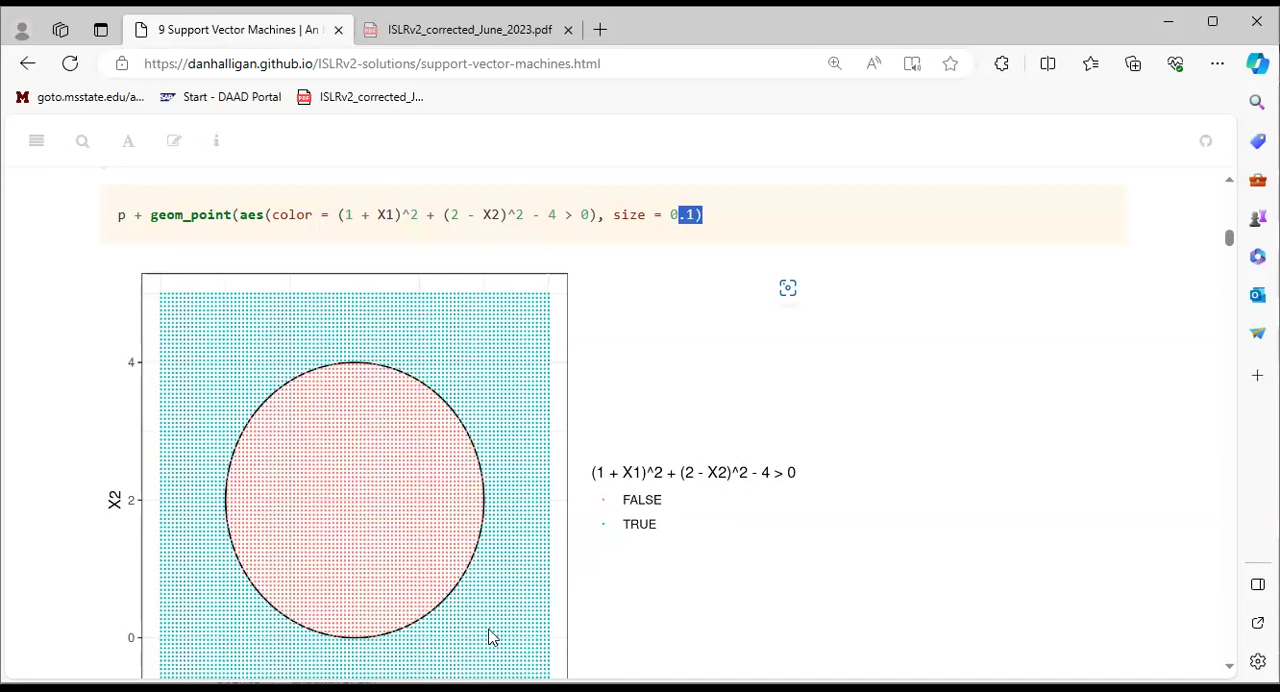 9 Support Vector Machines | An I
ISLRv2_corrected_June_2023.pdf
https://danhalligan.github.io/ISLRv2-solutions/support-vector-machines.html
goto.msstate.edu/a...
Start - DAAD Portal
ISLRv2_corrected_J...
p + geom_point(aes(color = (1 + X1)^2 + (2 - X2)^2 - 4 > 0), size = 0.1)
4
X2
2
0
(1 + X1)^2 + (2 - X2)^2 - 4 > 0
FALSE
TRUE